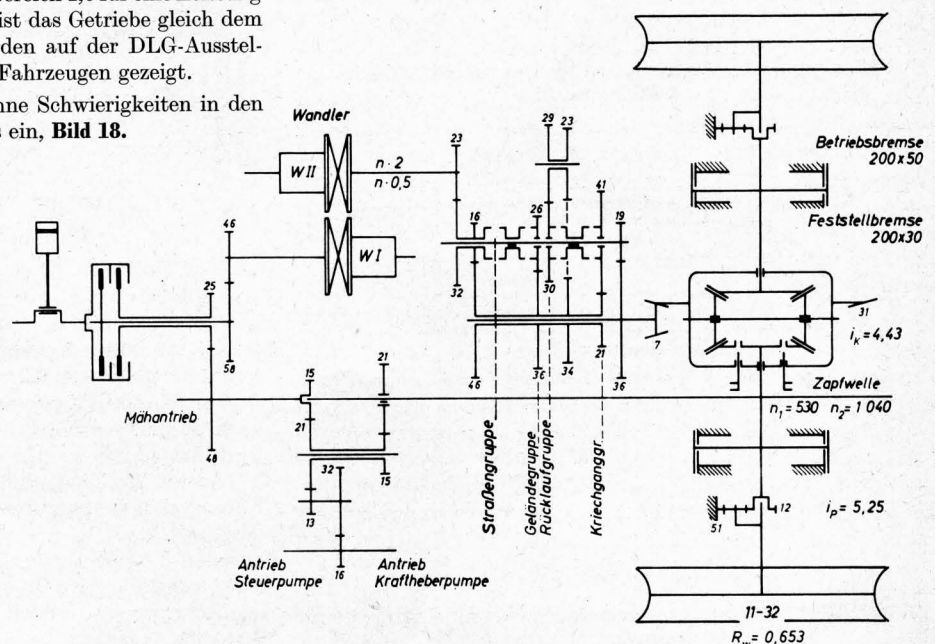 ist das Getriebe gleich dem
den auf der DLG-Ausstel-
Fahrzeugen gezeigt.
nne Schwierigkeiten in den
s ein, Bild 18.
Wandler
W II
n · 2
n · 0,5
W I
23
29 23
41
16
26
19
32
30
46
36
34
21
36
46
25
58
48
15
21
21
32
15
13
16
7
31
Betriebsbremse
200x50
Feststellbremse
200x30
iK = 4,43
Zapfwelle
n1 = 530 n2 = 1 040
Mähantrieb
Straßengruppe
Geländegruppe
Rücklaufgruppe
Kriechganggr.
Antrieb
Steuerpumpe
Antrieb
Kraftheberpumpe
51
12
iP = 5,25
11-32
= 0,653